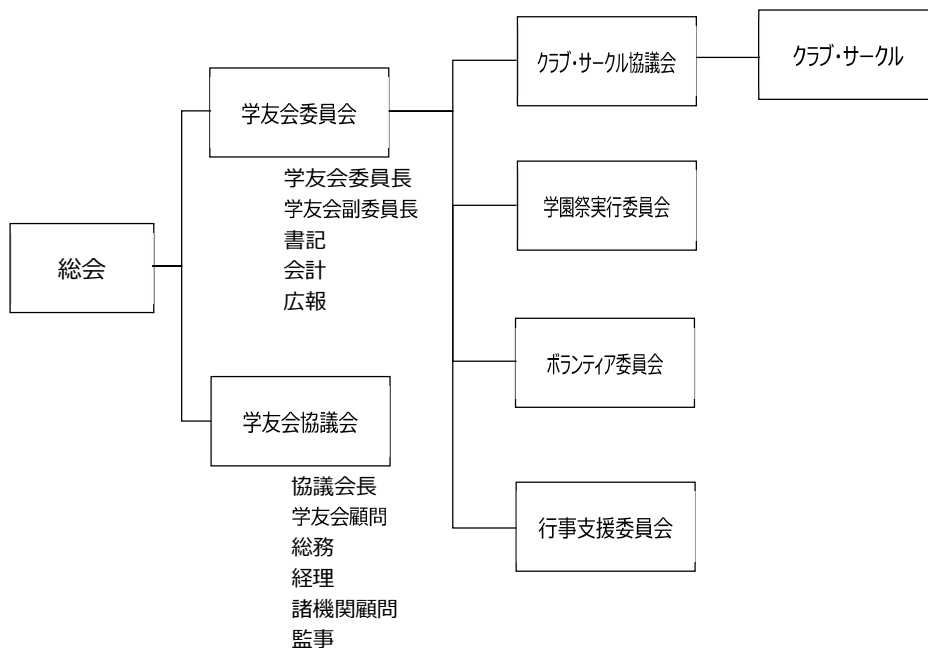 総会
学友会委員会
学友会委員長
学友会副委員長
書記
会計
広報
学友会協議会
協議会長
学友会顧問
総務
経理
諸機関顧問
監事
クラブ・サークル協議会
クラブ・サークル
学園祭実行委員会
ボランティア委員会
行事支援委員会